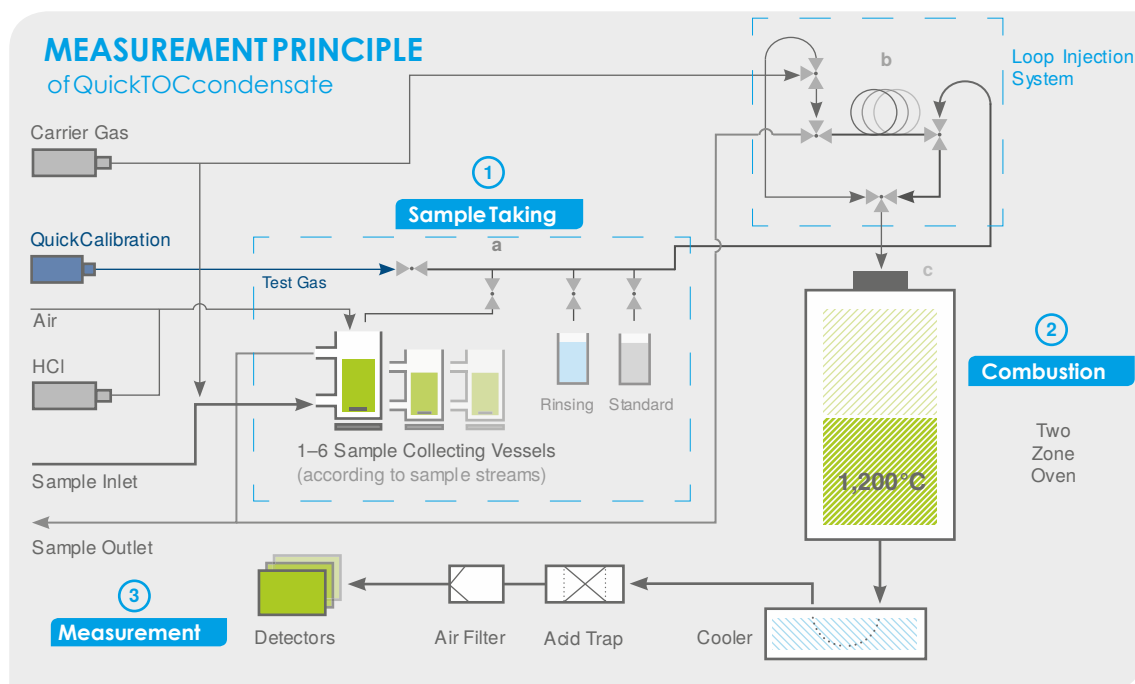 MEASUREMENT PRINCIPLE
of QuickTOCcondensate
Loop Injection
System
b
Carrier Gas
1
Sample Taking
a
QuickCalibration
Test Gas
c
Air
HCl
2
Combustion
Rinsing
Standard
Two
Zone
Oven
1–6 Sample Collecting Vessels
(according to sample streams)
1,200°C
Sample Inlet
Sample Outlet
3
Measurement
Detectors
Air Filter
Acid Trap
Cooler